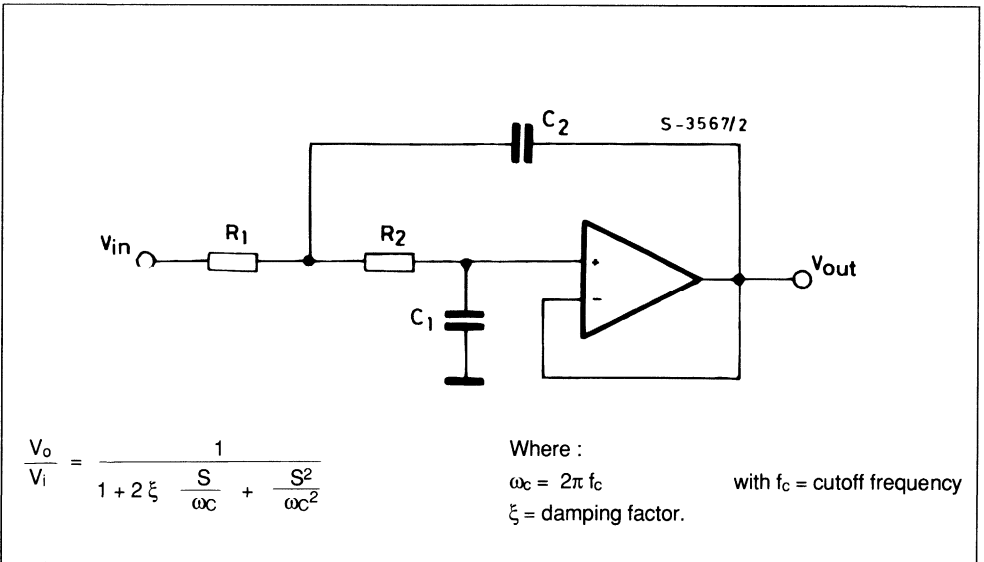 C2
S-3567/2
Vin
R1
R2
+
Vout
−
C1
Vo / Vi = 1 / (1 + 2 ξ S/ωC + S²/ωC²)
Where :
ωc = 2π fc with fc = cutoff frequency
ξ = damping factor.